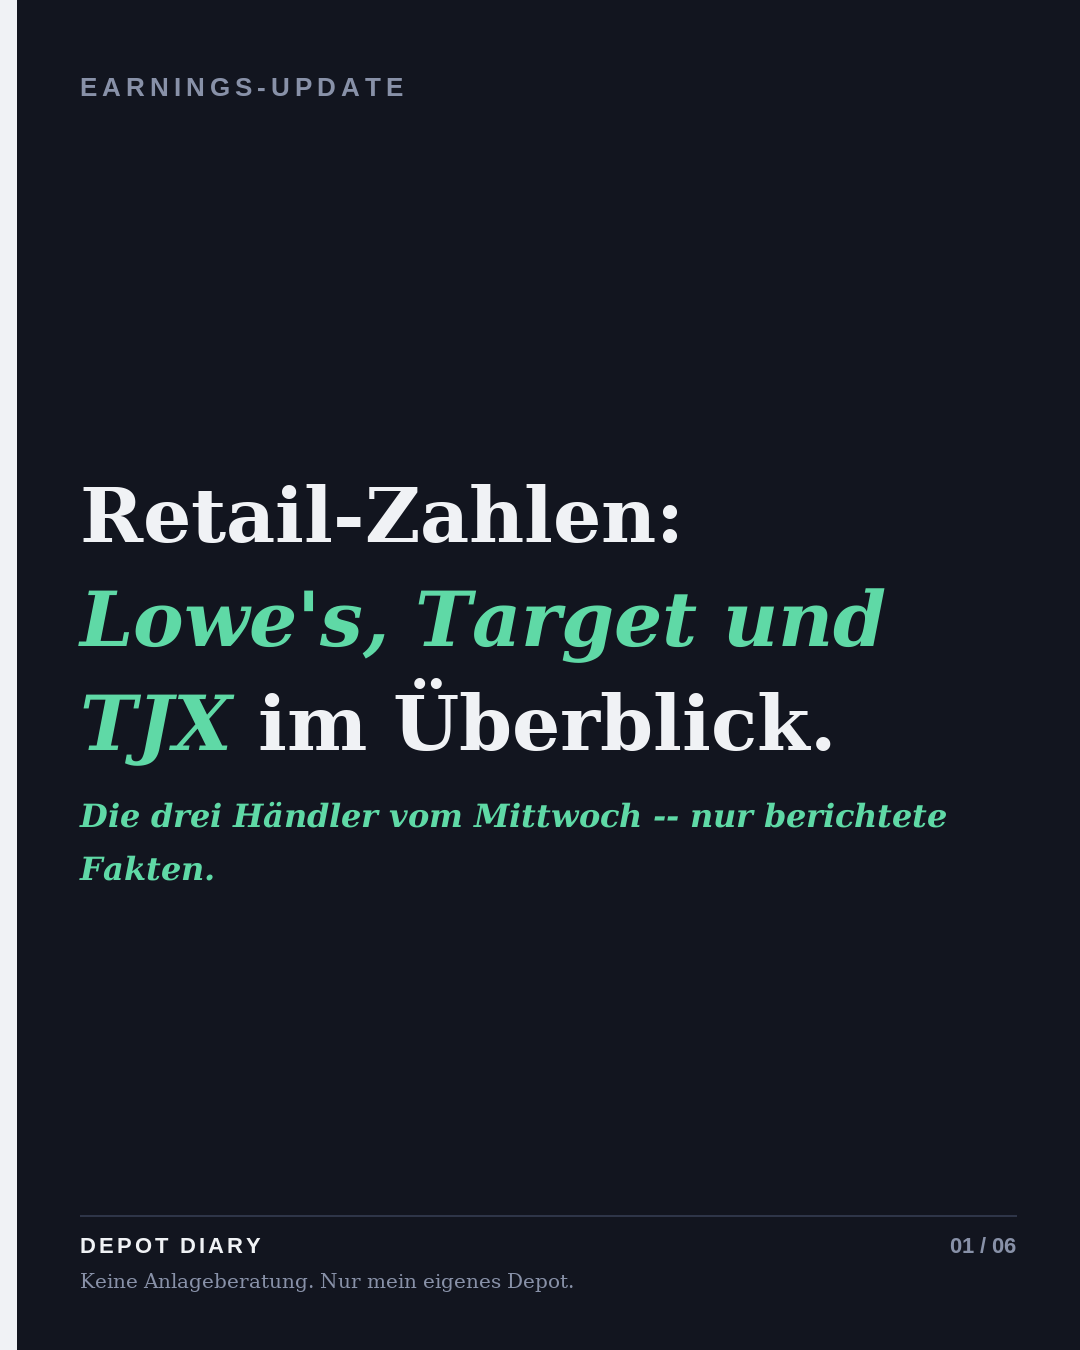 EARNINGS-UPDATE
Retail-Zahlen:
Lowe's, Target und
TJX im Überblick.
Die drei Händler vom Mittwoch -- nur berichtete
Fakten.
DEPOT DIARY
01 / 06
Keine Anlageberatung. Nur mein eigenes Depot.